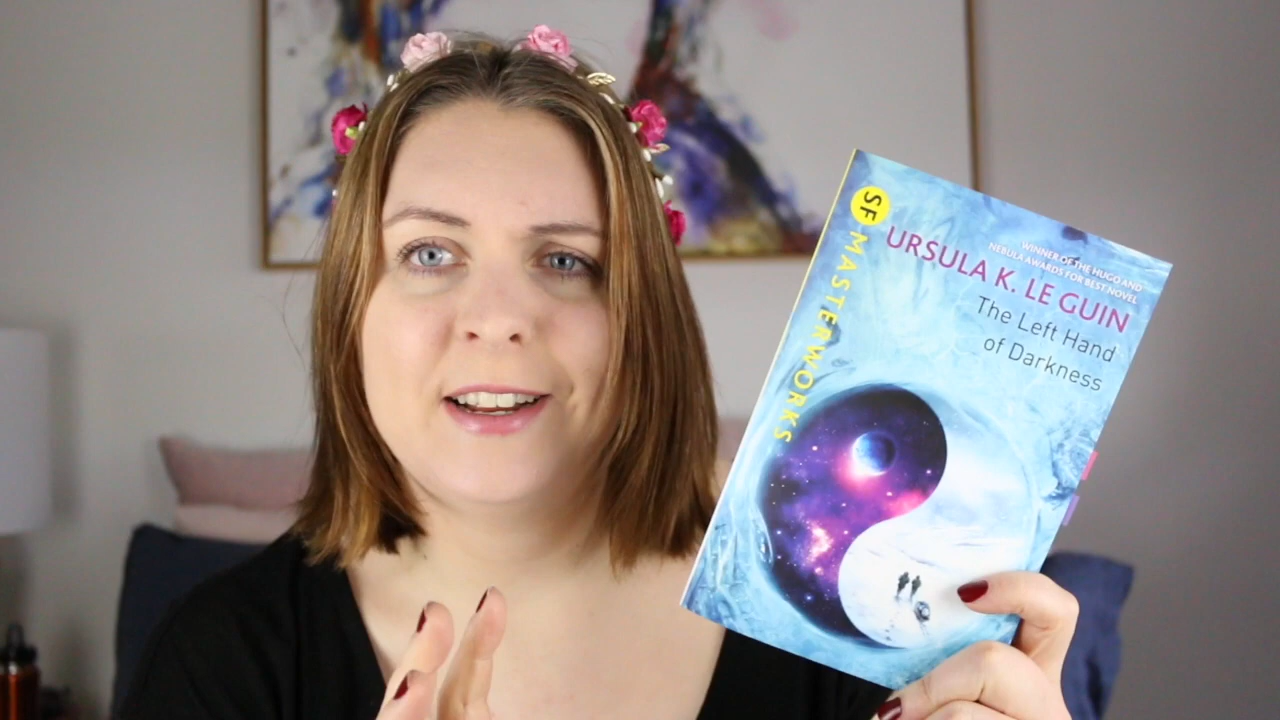 SF MASTERWORKS
WINNER OF THE HUGO AND
NEBULA AWARDS FOR BEST NOVEL
URSULA K. LE GUIN
The Left Hand
of Darkness